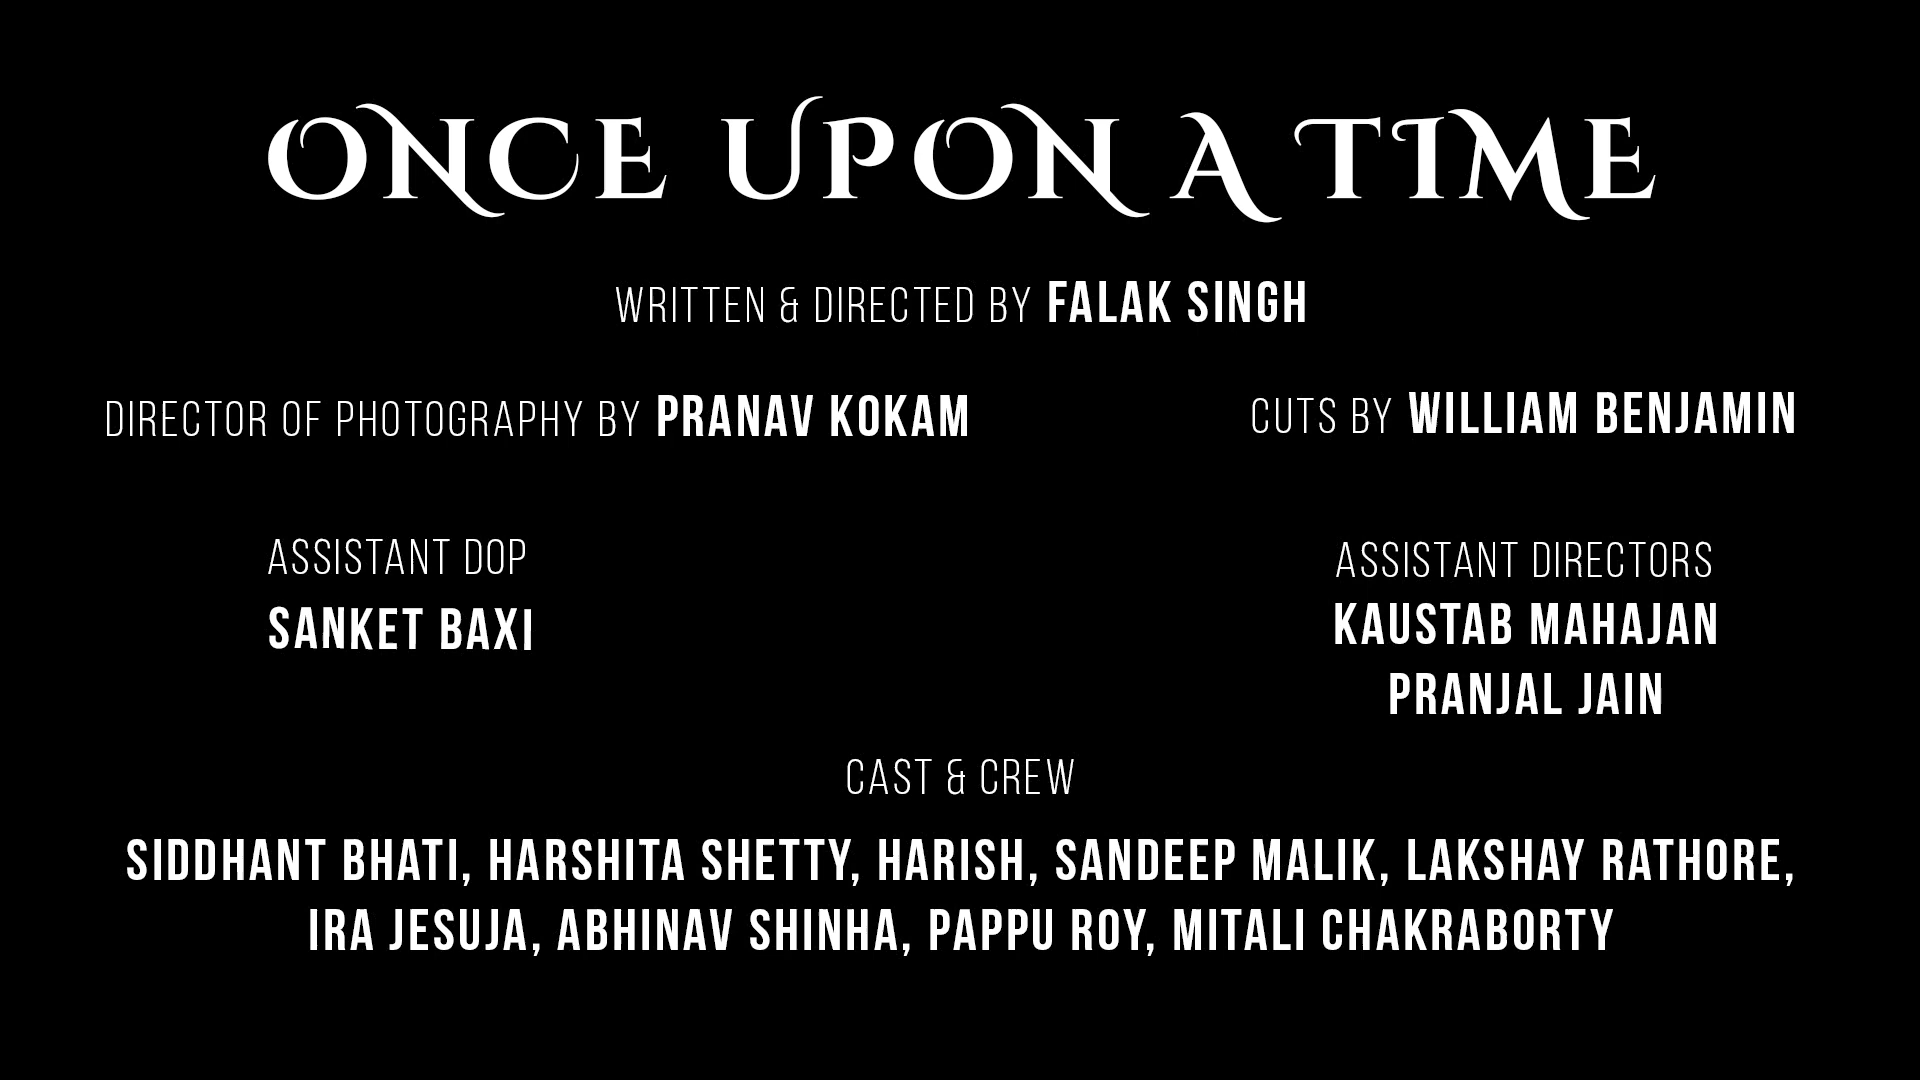 ONCE UPON A TIME
WRITTEN & DIRECTED BY FALAK SINGH
DIRECTOR OF PHOTOGRAPHY BY PRANAV KOKAM
CUTS BY WILLIAM BENJAMIN
ASSISTANT DOP
SANKET BAXI
ASSISTANT DIRECTORS
KAUSTAB MAHAJAN
PRANJAL JAIN
CAST & CREW
SIDDHANT BHATI, HARSHITA SHETTY, HARISH, SANDEEP MALIK, LAKSHAY RATHORE,
IRA JESUJA, ABHINAV SHINHA, PAPPU ROY, MITALI CHAKRABORTY